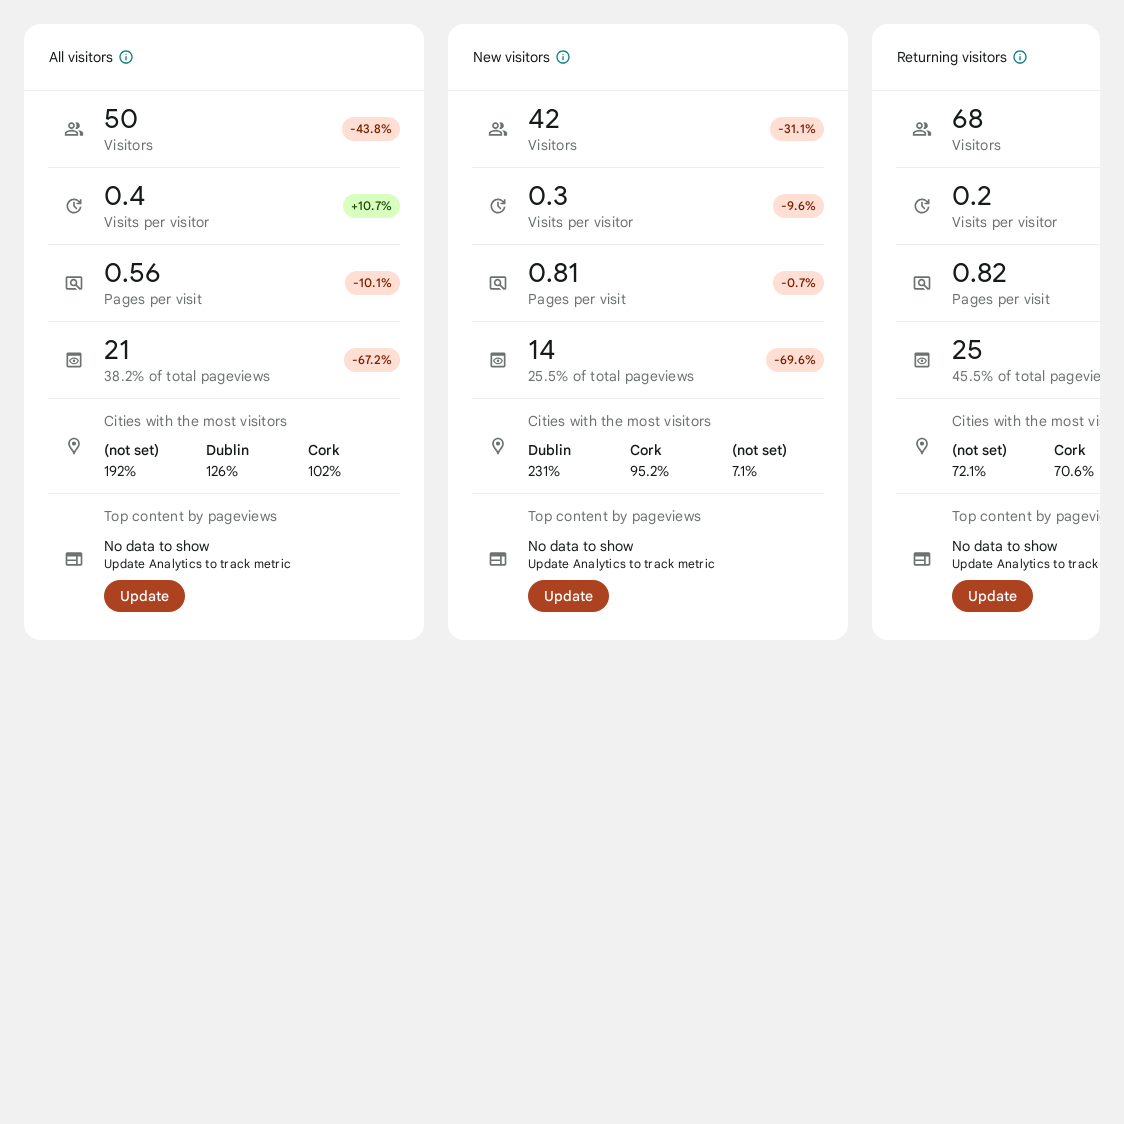 All visitors
50
Visitors
-43.8%
0.4
Visits per visitor
+10.7%
0.56
Pages per visit
-10.1%
21
38.2% of total pageviews
-67.2%
Cities with the most visitors
(not set) Dublin Cork
192% 126% 102%
Top content by pageviews
No data to show
Update Analytics to track metric
Update
New visitors
42
Visitors
-31.1%
0.3
Visits per visitor
-9.6%
0.81
Pages per visit
-0.7%
14
25.5% of total pageviews
-69.6%
Cities with the most visitors
Dublin Cork (not set)
231% 95.2% 7.1%
Top content by pageviews
No data to show
Update Analytics to track metric
Update
Returning visitors
68
Visitors
0.2
Visits per visitor
0.82
Pages per visit
25
45.5% of total pagevie
Cities with the most vi
(not set) Cork
72.1% 70.6%
Top content by pagevi
No data to show
Update Analytics to track
Update